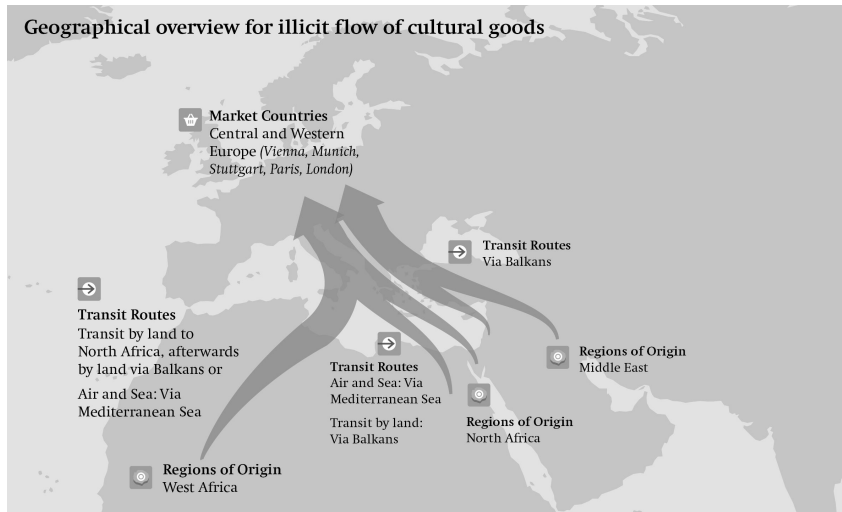 Geographical overview for illicit flow of cultural goods
Market Countries
Central and Western
Europe (Vienna, Munich,
Stuttgart, Paris, London)
Transit Routes
Via Balkans
Transit Routes
Transit by land to
North Africa, afterwards
by land via Balkans or
Air and Sea: Via
Mediterranean Sea
Transit Routes
Air and Sea: Via
Mediterranean Sea
Transit by land:
Via Balkans
Regions of Origin
Middle East
Regions of Origin
North Africa
Regions of Origin
West Africa